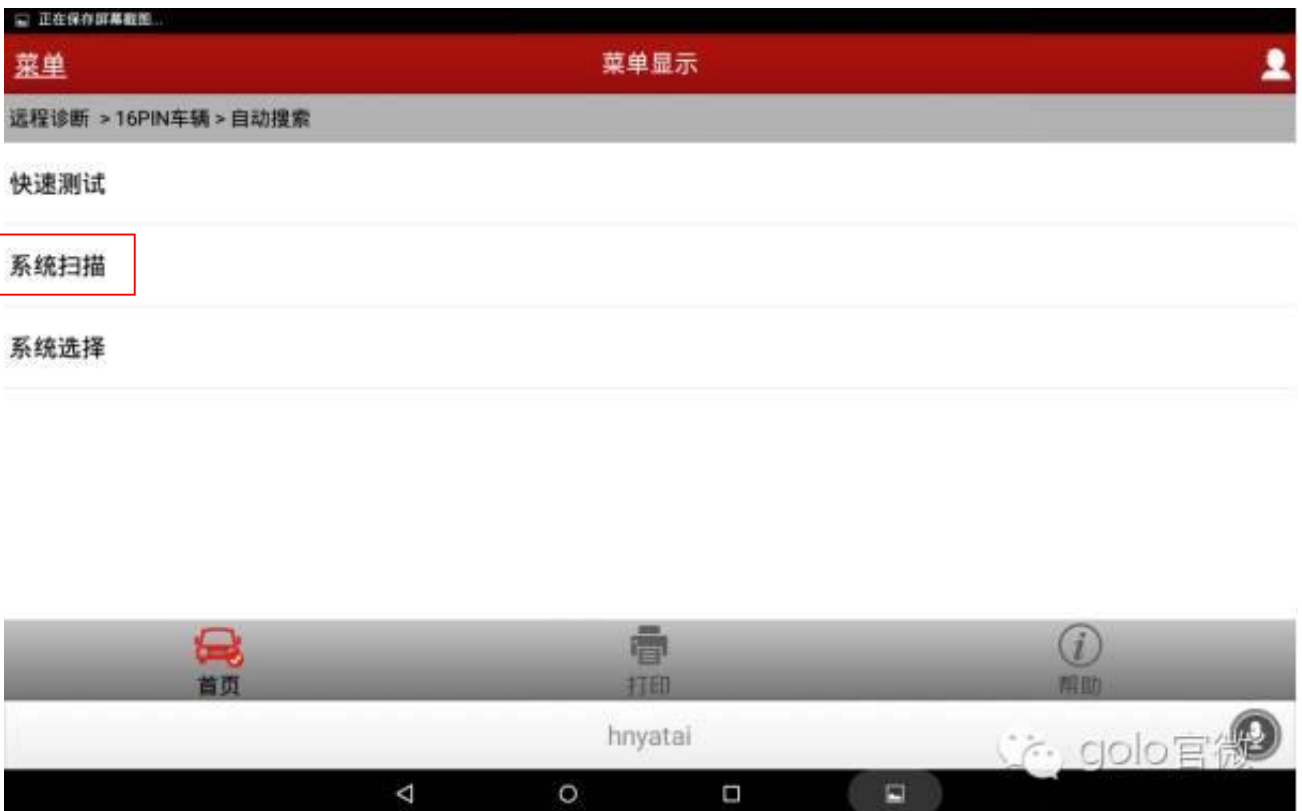 正在保存屏幕截图...
菜单 菜单显示
远程诊断 > 16PIN车辆 > 自动搜索
快速测试
系统扫描
系统选择
首页 打印 帮助
hnyatai
golo官微